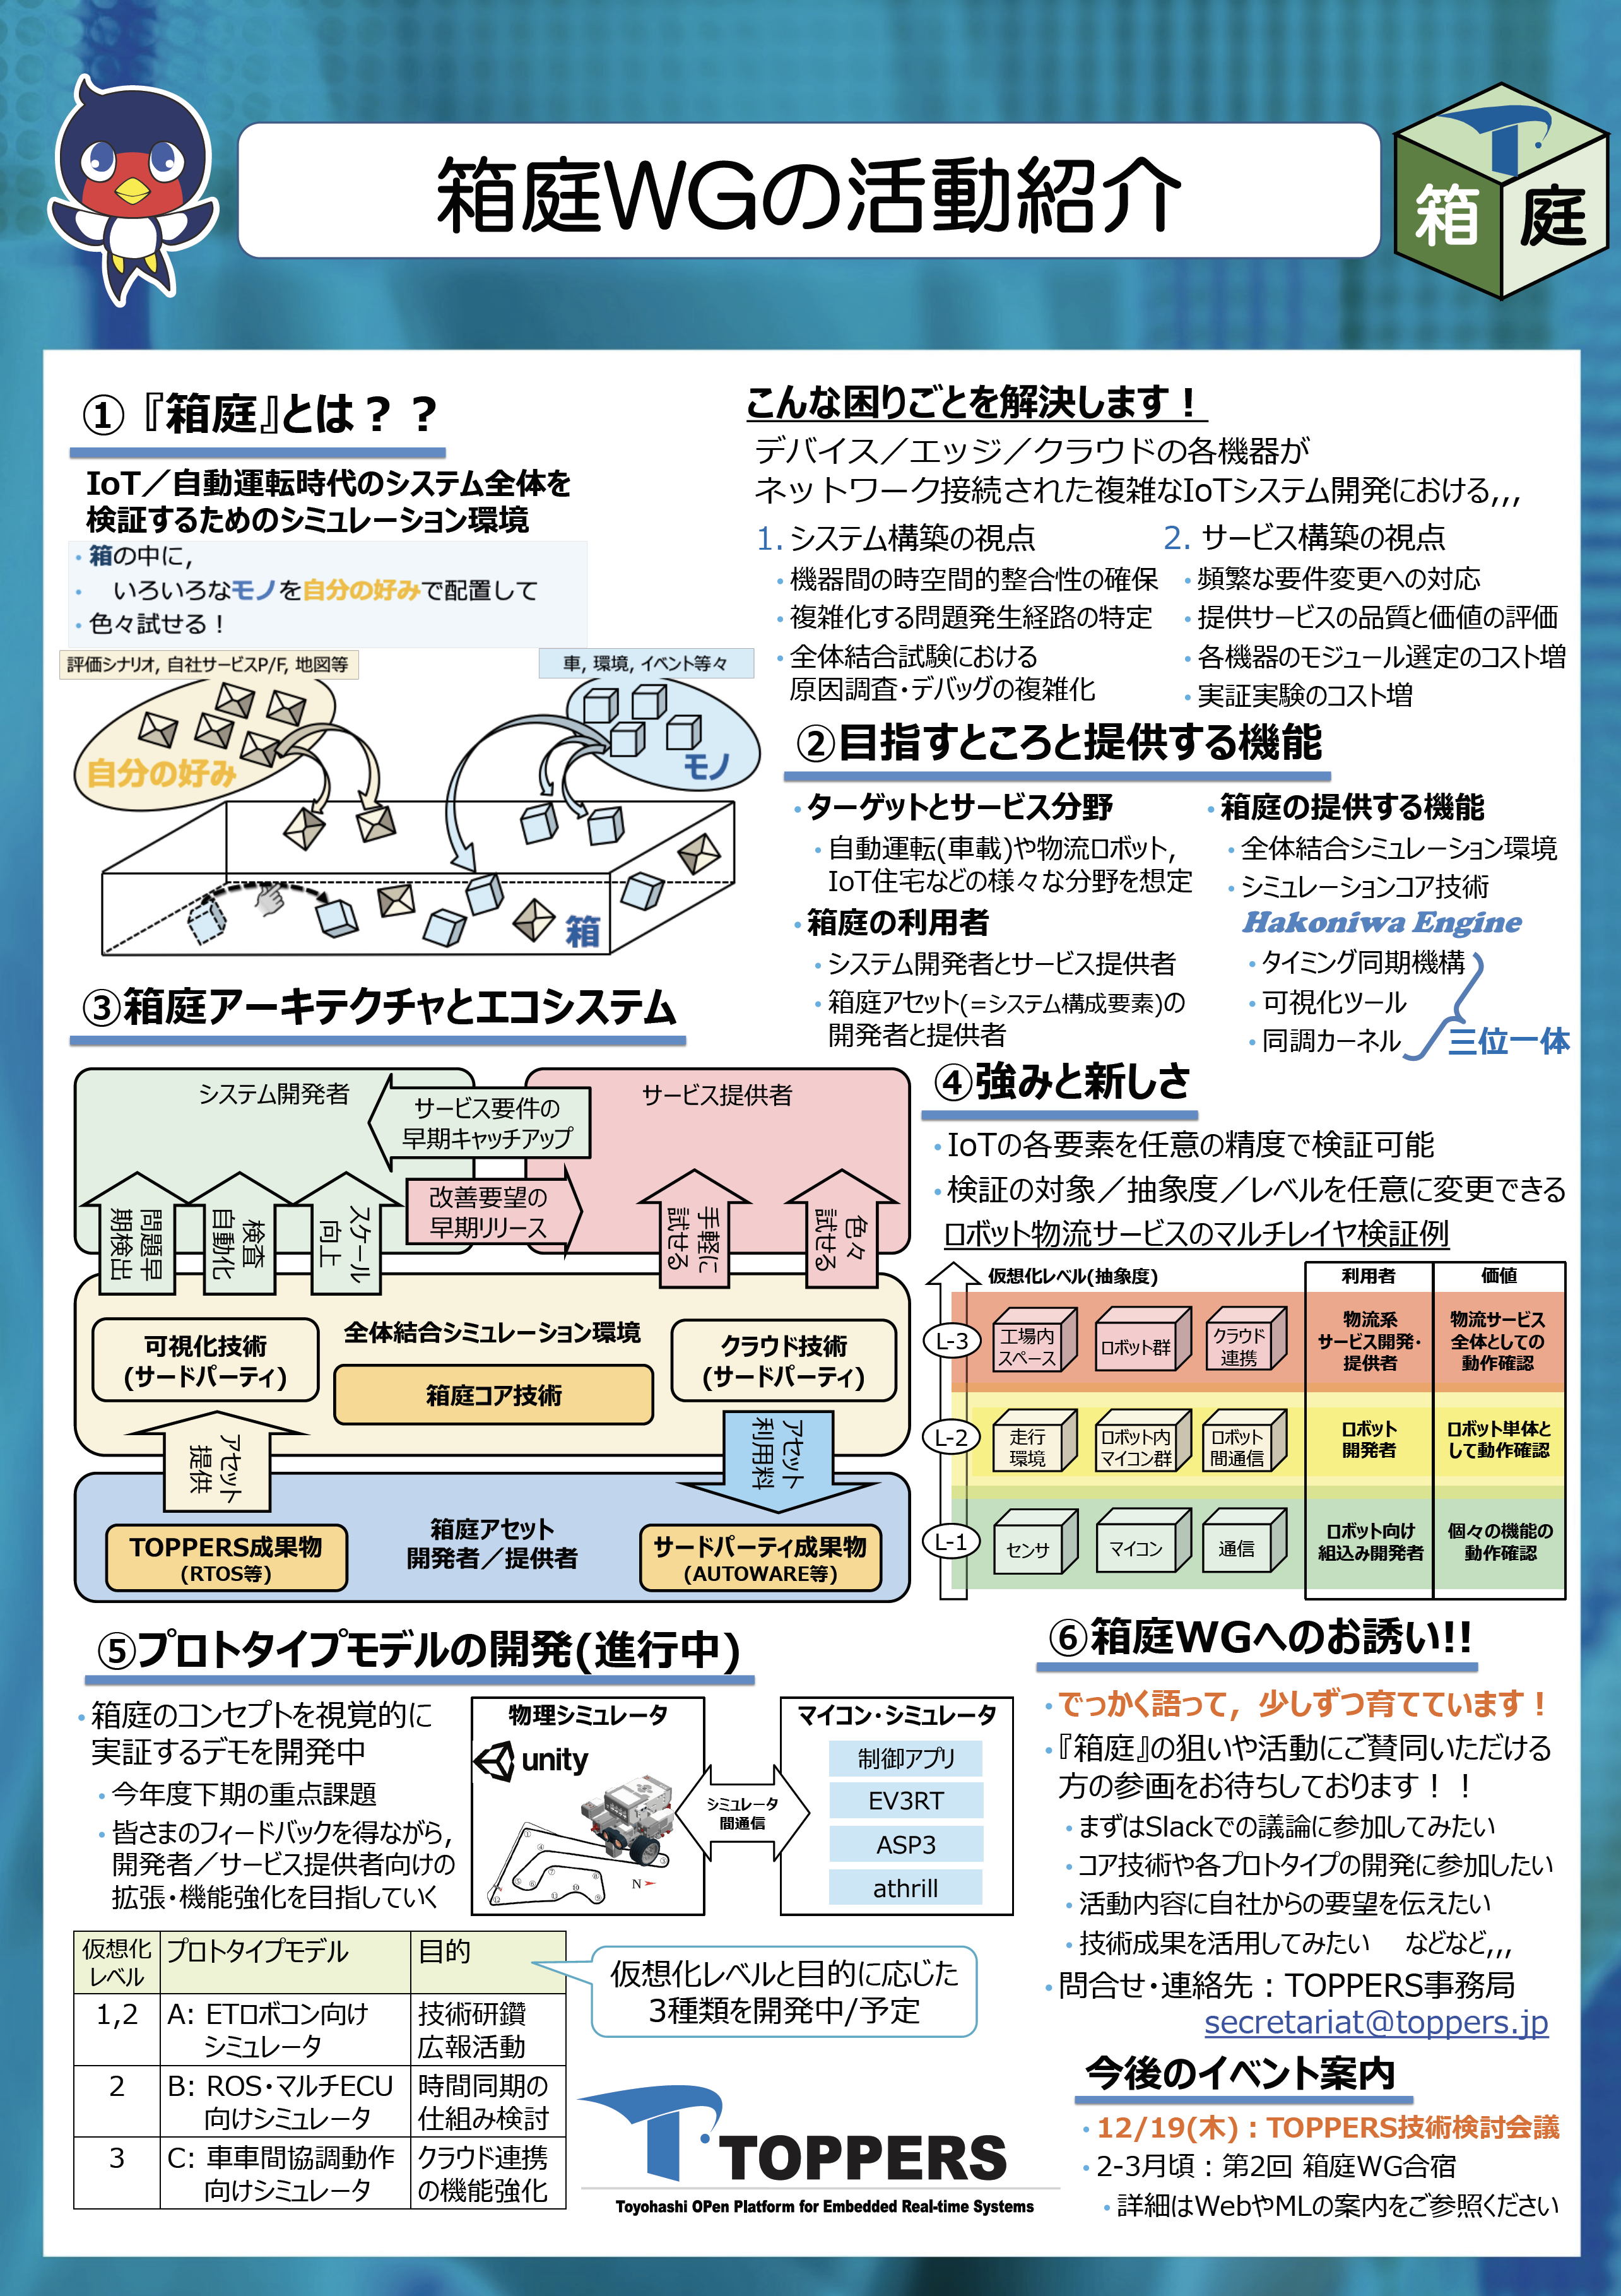 箱庭WGの活動紹介
箱
庭
①『箱庭』とは？？
IoT／自動運転時代のシステム全体を
検証するためのシミュレーション環境
・箱の中に,
・　いろいろなモノを自分の好みで配置して
・色々試せる！
評価シナリオ, 自社サービスP/F, 地図等
車, 環境, イベント等々
自分の好み
モノ
箱
こんな困りごとを解決します！
デバイス／エッジ／クラウドの各機器が
ネットワーク接続された複雑なIoTシステム開発における,,,
1. システム構築の視点
・機器間の時空間的整合性の確保
・複雑化する問題発生経路の特定
・全体結合試験における
原因調査・デバッグの複雑化
2. サービス構築の視点
・頻繁な要件変更への対応
・提供サービスの品質と価値の評価
・各機器のモジュール選定のコスト増
・実証実験のコスト増
②目指すところと提供する機能
・ターゲットとサービス分野
・自動運転(車載)や物流ロボット,
IoT住宅などの様々な分野を想定
・箱庭の利用者
・システム開発者とサービス提供者
・箱庭アセット(=システム構成要素)の
開発者と提供者
・箱庭の提供する機能
・全体結合シミュレーション環境
・シミュレーションコア技術
Hakoniwa Engine
・タイミング同期機構
・可視化ツール
・同調カーネル
三位一体
③箱庭アーキテクチャとエコシステム
システム開発者
サービス提供者
サービス要件の
早期キャッチアップ
改善要望の
早期リリース
問題早
期検出
検査
自動化
スケール
向上
手軽に
試せる
色々
試せる
可視化技術
(サードパーティ)
全体結合シミュレーション環境
箱庭コア技術
クラウド技術
(サードパーティ)
アセット
提供
アセット
利用料
TOPPERS成果物
(RTOS等)
箱庭アセット
開発者／提供者
サードパーティ成果物
(AUTOWARE等)
④強みと新しさ
・IoTの各要素を任意の精度で検証可能
・検証の対象／抽象度／レベルを任意に変更できる
ロボット物流サービスのマルチレイヤ検証例
仮想化レベル(抽象度)
利用者
価値
L-3
工場内
スペース
ロボット群
クラウド
連携
物流系
サービス開発・
提供者
物流サービス
全体としての
動作確認
L-2
走行
環境
ロボット内
マイコン群
ロボット
間通信
ロボット
開発者
ロボット単体と
して動作確認
L-1
センサ
マイコン
通信
ロボット向け
組込み開発者
個々の機能の
動作確認
⑤プロトタイプモデルの開発(進行中)
・箱庭のコンセプトを視覚的に
実証するデモを開発中
・今年度下期の重点課題
・皆さまのフィードバックを得ながら,
開発者／サービス提供者向けの
拡張・機能強化を目指していく
物理シミュレータ
unity
N
シミュレータ
間通信
マイコン・シミュレータ
制御アプリ
EV3RT
ASP3
athrill
仮想化
レベル
プロトタイプモデル
目的
1,2
A: ETロボコン向け
シミュレータ
技術研鑽
広報活動
2
B: ROS・マルチECU
向けシミュレータ
時間同期の
仕組み検討
3
C: 車車間協調動作
向けシミュレータ
クラウド連携
の機能強化
仮想化レベルと目的に応じた
3種類を開発中/予定
TOPPERS
Toyohashi OPen Platform for Embedded Real-time Systems
⑥箱庭WGへのお誘い!!
・でっかく語って，少しずつ育てています！
・『箱庭』の狙いや活動にご賛同いただける
方の参画をお待ちしております！！
・まずはSlackでの議論に参加してみたい
・コア技術や各プロトタイプの開発に参加したい
・活動内容に自社からの要望を伝えたい
・技術成果を活用してみたい　などなど,,,
・問合せ・連絡先：TOPPERS事務局
secretariat@toppers.jp
今後のイベント案内
・12/19(木)：TOPPERS技術検討会議
・2-3月頃：第2回 箱庭WG合宿
・詳細はWebやMLの案内をご参照ください